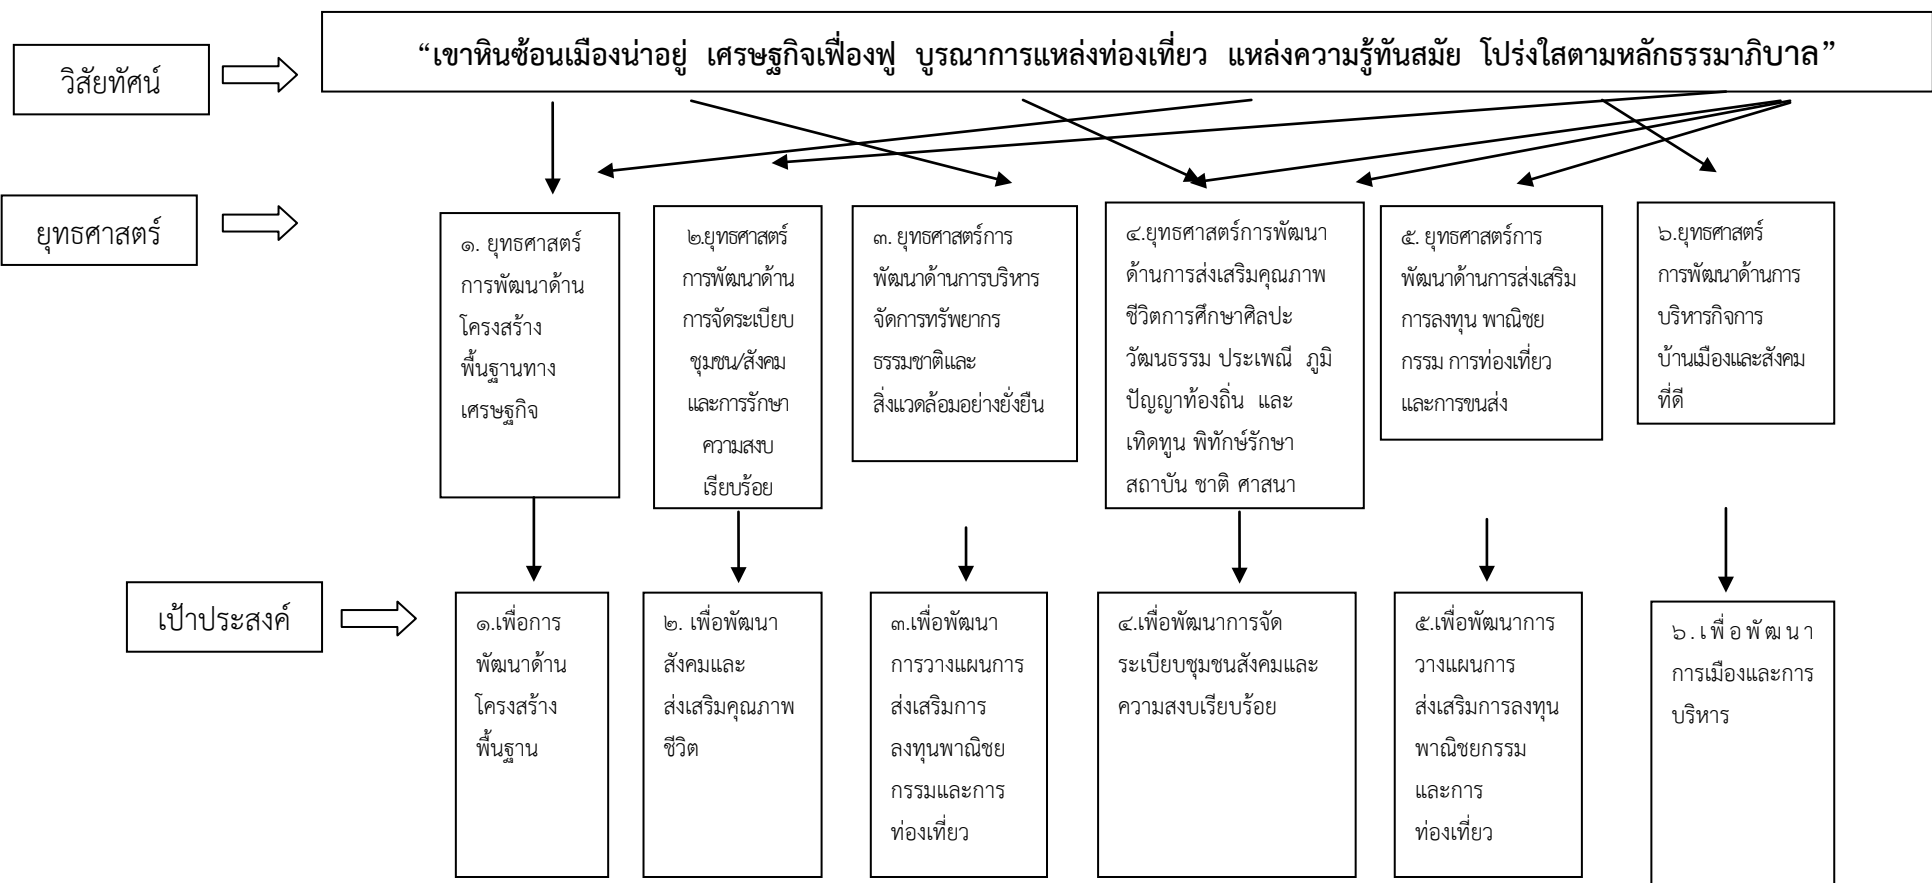 “เขาหินซ้อนเมืองน่าอยู่ เศรษฐกิจเฟื่องฟู บูรณาการแหล่งท่องเที่ยว แหล่งความรู้ทันสมัย โปร่งใสตามหลักธรรมาภิบาล”
วิสัยทัศน์
ยุทธศาสตร์
๑. ยุทธศาสตร์
การพัฒนาด้าน
โครงสร้าง
พื้นฐานทาง
เศรษฐกิจ
๒.ยุทธศาสตร์
การพัฒนาด้าน
การจัดระเบียบ
ชุมชน/สังคม
และการรักษา
ความสงบ
เรียบร้อย
๓. ยุทธศาสตร์การ
พัฒนาด้านการบริหาร
จัดการทรัพยากร
ธรรมชาติและ
สิ่งแวดล้อมอย่างยั่งยืน
๔.ยุทธศาสตร์การพัฒนา
ด้านการส่งเสริมคุณภาพ
ชีวิตการศึกษาศิลปะ
วัฒนธรรม ประเพณี ภูมิ
ปัญญาท้องถิ่น และ
เทิดทูน พิทักษ์รักษา
สถาบัน ชาติ ศาสนา
๕. ยุทธศาสตร์การ
พัฒนาด้านการส่งเสริม
การลงทุน พาณิชย
กรรม การท่องเที่ยว
และการขนส่ง
๖.ยุทธศาสตร์
การพัฒนาด้านการ
บริหารกิจการ
บ้านเมืองและสังคม
ที่ดี
เป้าประสงค์
๑.เพื่อการ
พัฒนาด้าน
โครงสร้าง
พื้นฐาน
๒. เพื่อพัฒนา
สังคมและ
ส่งเสริมคุณภาพ
ชีวิต
๓.เพื่อพัฒนา
การวางแผนการ
ส่งเสริมการ
ลงทุนพาณิชย
กรรมและการ
ท่องเที่ยว
๔.เพื่อพัฒนาการจัด
ระเบียบชุมชนสังคมและ
ความสงบเรียบร้อย
๕.เพื่อพัฒนาการ
วางแผนการ
ส่งเสริมการลงทุน
พาณิชยกรรม
และการ
ท่องเที่ยว
๖.เพื่อพัฒนา
การเมืองและการ
บริหาร